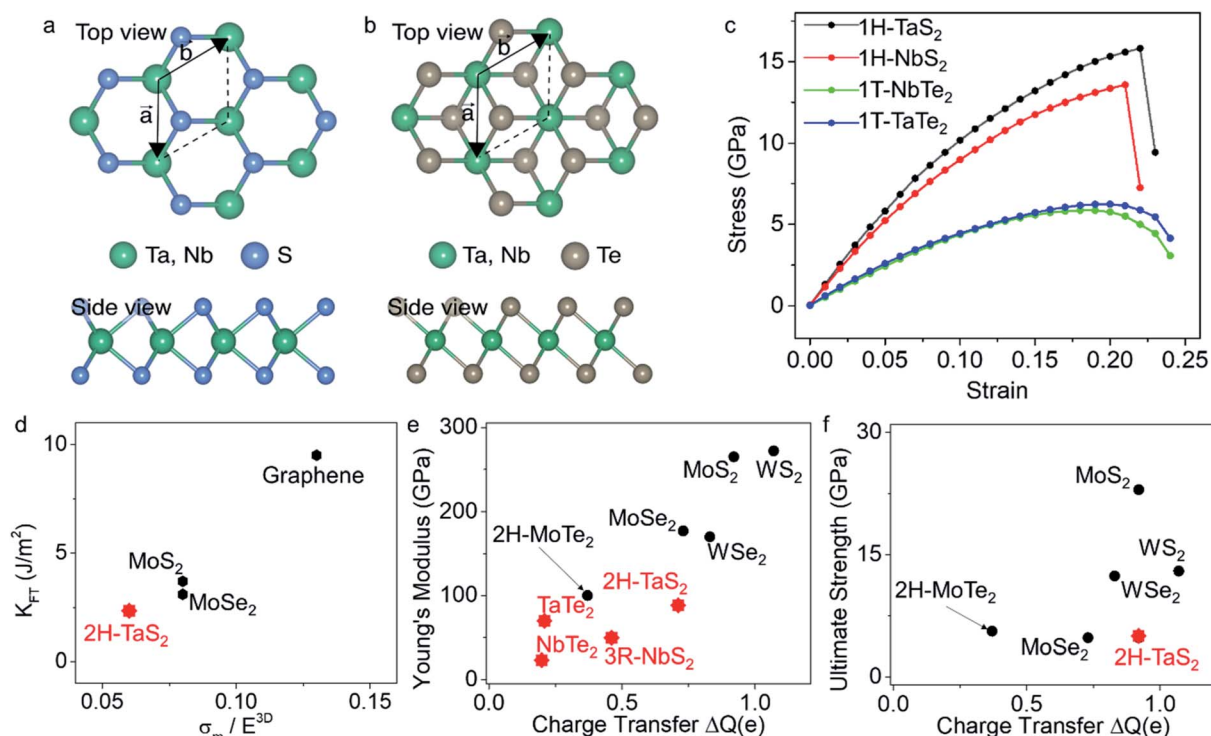 a
Top view
b⃗
a⃗
Ta, Nb S
Side view
b
Top view
b⃗
a⃗
Ta, Nb Te
Side view
c
Stress (GPa)
15
10
5
0
1H-TaS₂
1H-NbS₂
1T-NbTe₂
1T-TaTe₂
0.00 0.05 0.10 0.15 0.20 0.25
Strain
d
K_FT (J/m²)
10
5
0
Graphene
MoS₂
MoSe₂
2H-TaS₂
0.05 0.10 0.15
σₘ / E³ᴰ
e
Young's Modulus (GPa)
300
200
100
0
MoS₂ WS₂
MoSe₂
WSe₂
2H-MoTe₂
2H-TaS₂
TaTe₂
NbTe₂
3R-NbS₂
0.0 0.5 1.0
Charge Transfer ΔQ(e)
f
Ultimate Strength (GPa)
30
15
0
MoS₂
WS₂
WSe₂
2H-MoTe₂
MoSe₂
2H-TaS₂
0.0 0.5 1.0
Charge Transfer ΔQ(e)